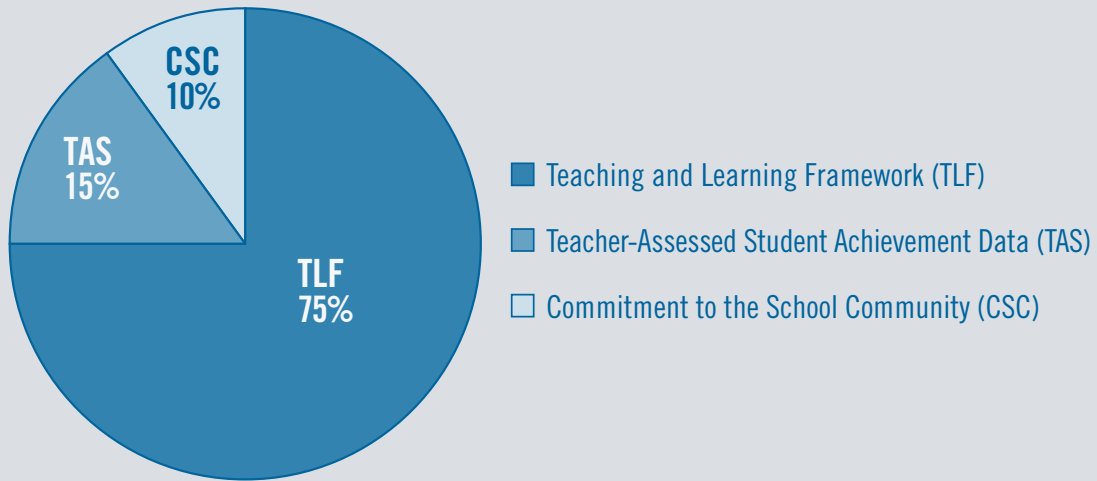 CSC
10%
TAS
15%
TLF
75%
Teaching and Learning Framework (TLF)
Teacher-Assessed Student Achievement Data (TAS)
Commitment to the School Community (CSC)